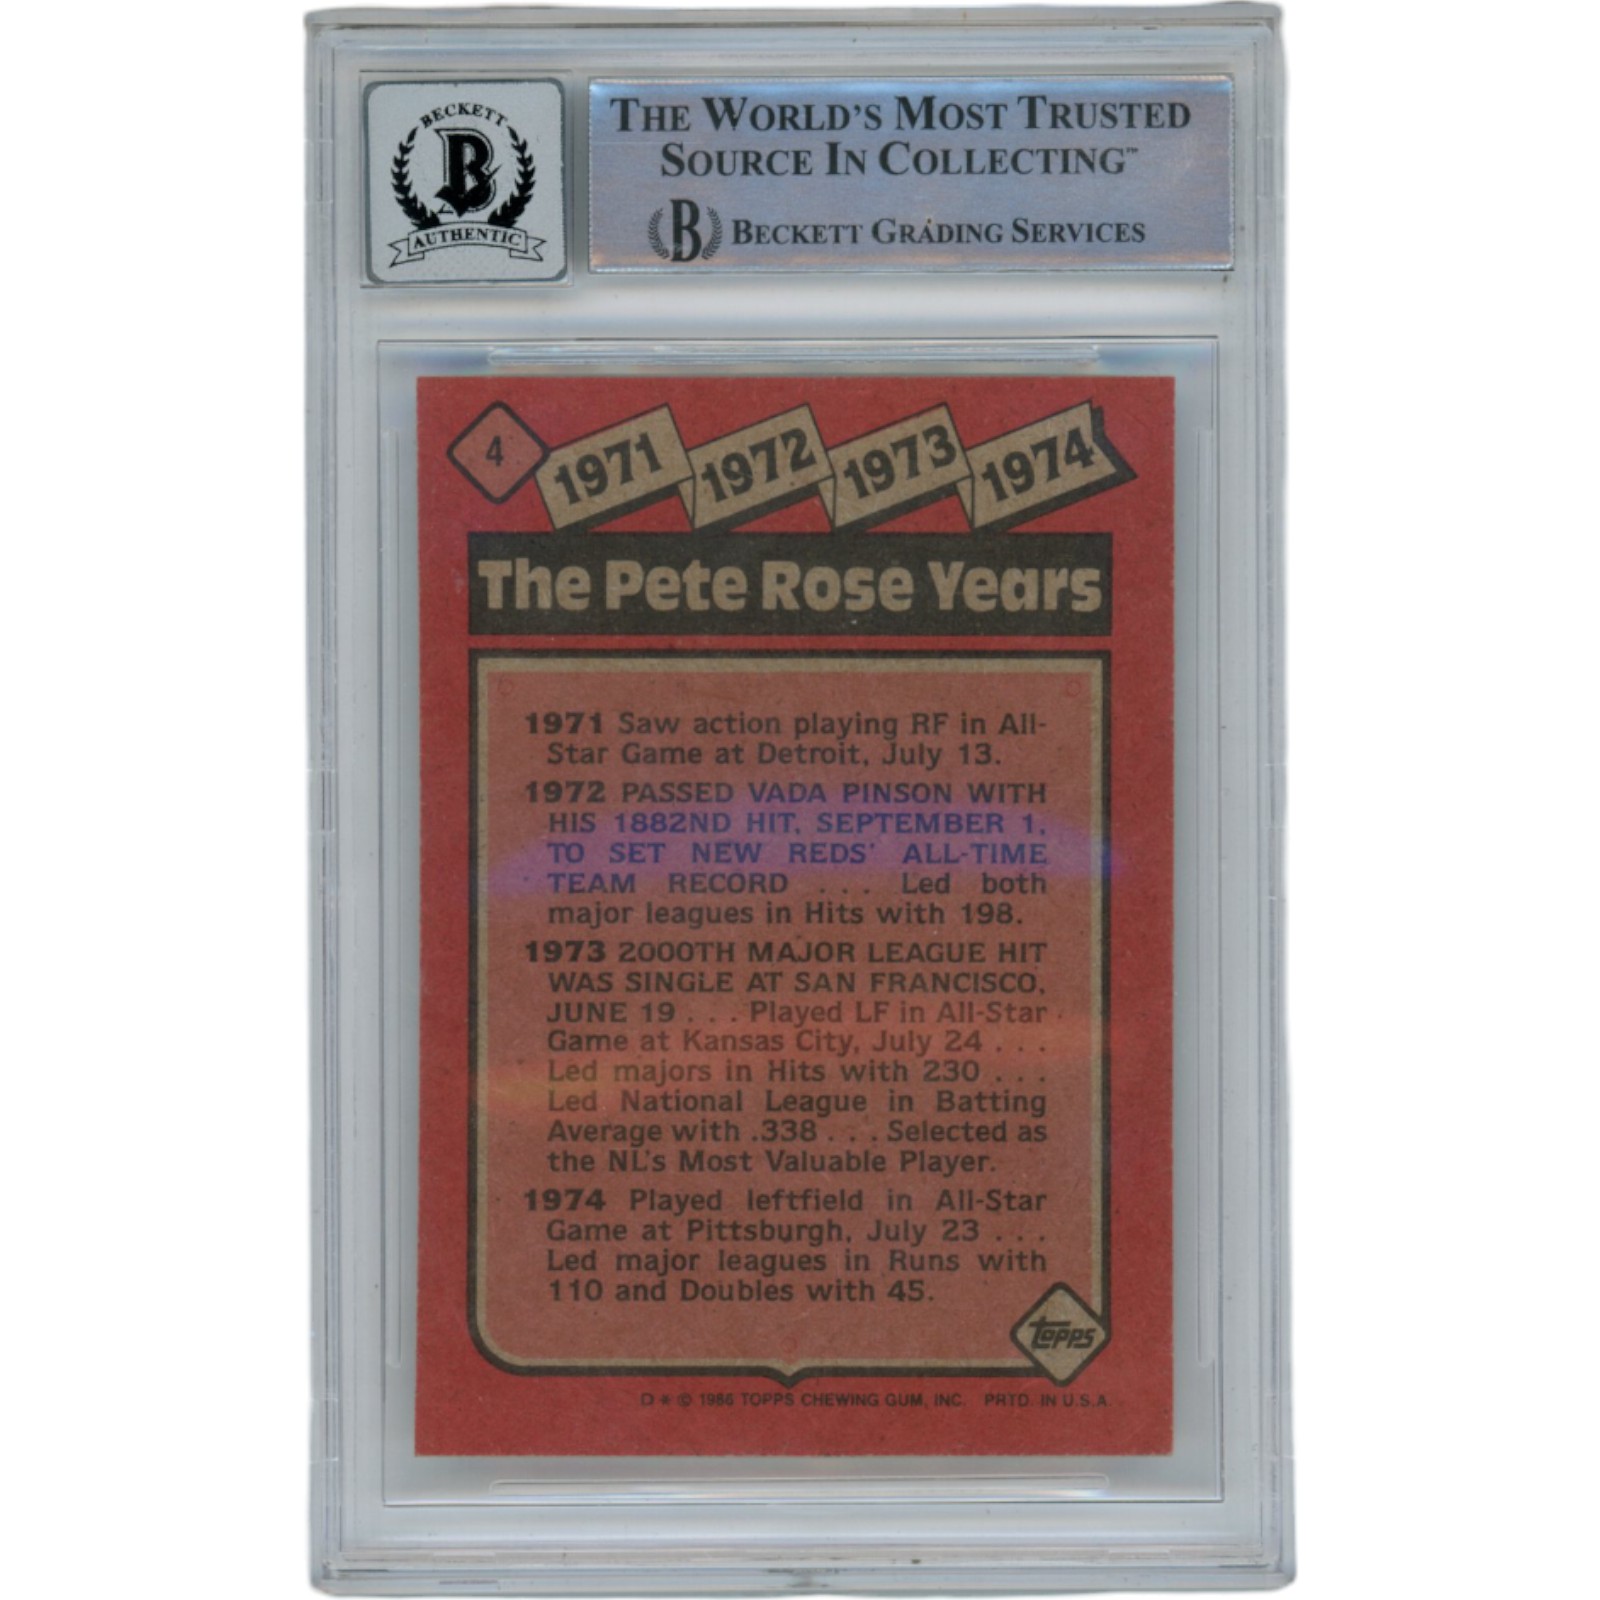 BECKETT
B
AUTHENTIC
THE WORLD'S MOST TRUSTED
SOURCE IN COLLECTING™
B BECKETT GRADING SERVICES
4
1971 1972 1973 1974
The Pete Rose Years
1971 Saw action playing RF in All-
Star Game at Detroit, July 13.
1972 PASSED VADA PINSON WITH
HIS 1882ND HIT, SEPTEMBER 1,
TO SET NEW REDS' ALL-TIME
TEAM RECORD . . . Led both
major leagues in Hits with 198.
1973 2000TH MAJOR LEAGUE HIT
WAS SINGLE AT SAN FRANCISCO,
JUNE 19 . . . Played LF in All-Star
Game at Kansas City, July 24 . . .
Led majors in Hits with 230 . . .
Led National League in Batting
Average with .338 . . . Selected as
the NL's Most Valuable Player.
1974 Played leftfield in All-Star
Game at Pittsburgh, July 23 . . .
Led major leagues in Runs with
110 and Doubles with 45.
Topps
D * © 1986 TOPPS CHEWING GUM, INC. PRTD. IN U.S.A.